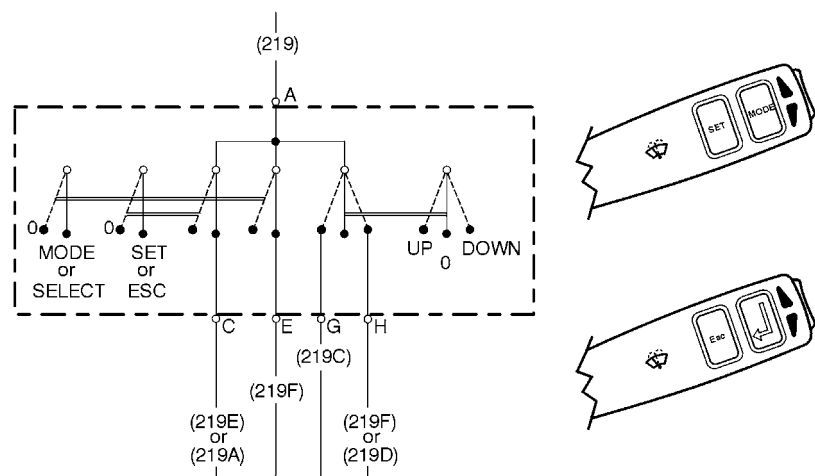 (219)
A
0
MODE
or
SELECT
0
SET
or
ESC
UP
0
DOWN
C
E
G
H
(219C)
(219F)
(219E)
or
(219A)
(219F)
or
(219D)
SET
MODE
Esc